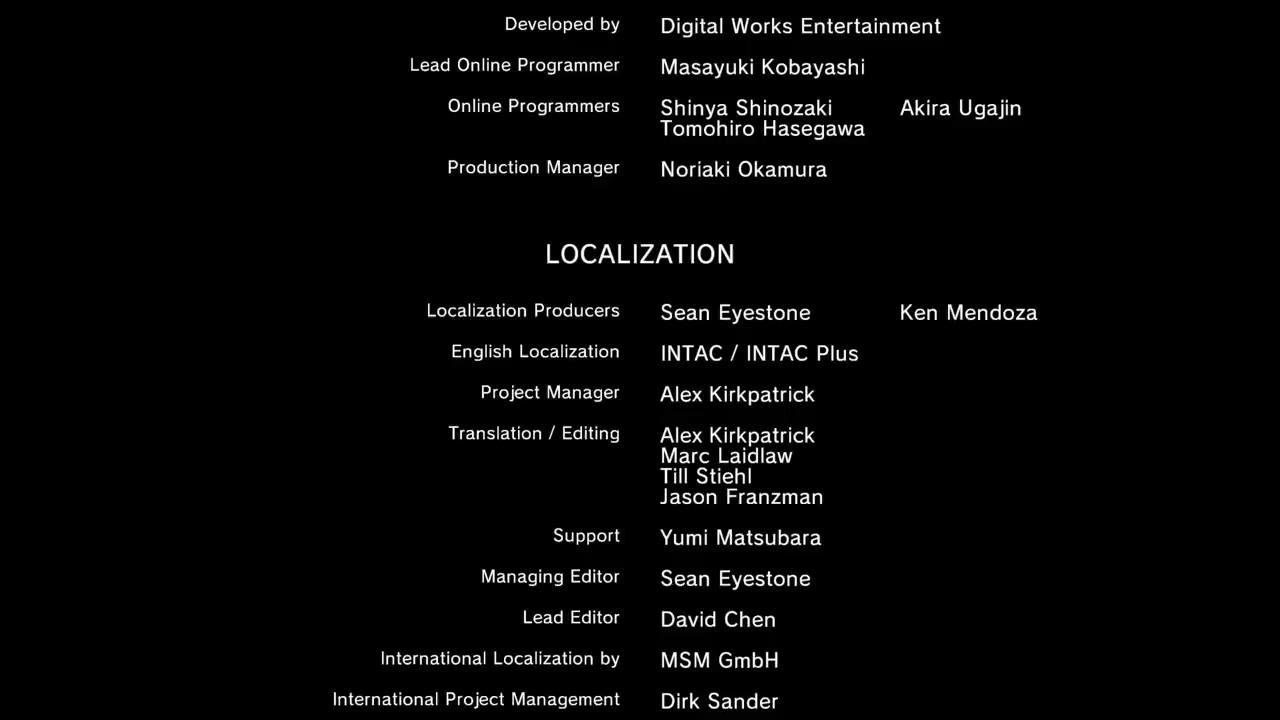 Developed by Digital Works Entertainment
Lead Online Programmer Masayuki Kobayashi
Online Programmers Shinya Shinozaki Akira Ugajin
Tomohiro Hasegawa
Production Manager Noriaki Okamura
LOCALIZATION
Localization Producers Sean Eyestone Ken Mendoza
English Localization INTAC / INTAC Plus
Project Manager Alex Kirkpatrick
Translation / Editing Alex Kirkpatrick
Marc Laidlaw
Till Stiehl
Jason Franzman
Support Yumi Matsubara
Managing Editor Sean Eyestone
Lead Editor David Chen
International Localization by MSM GmbH
International Project Management Dirk Sander